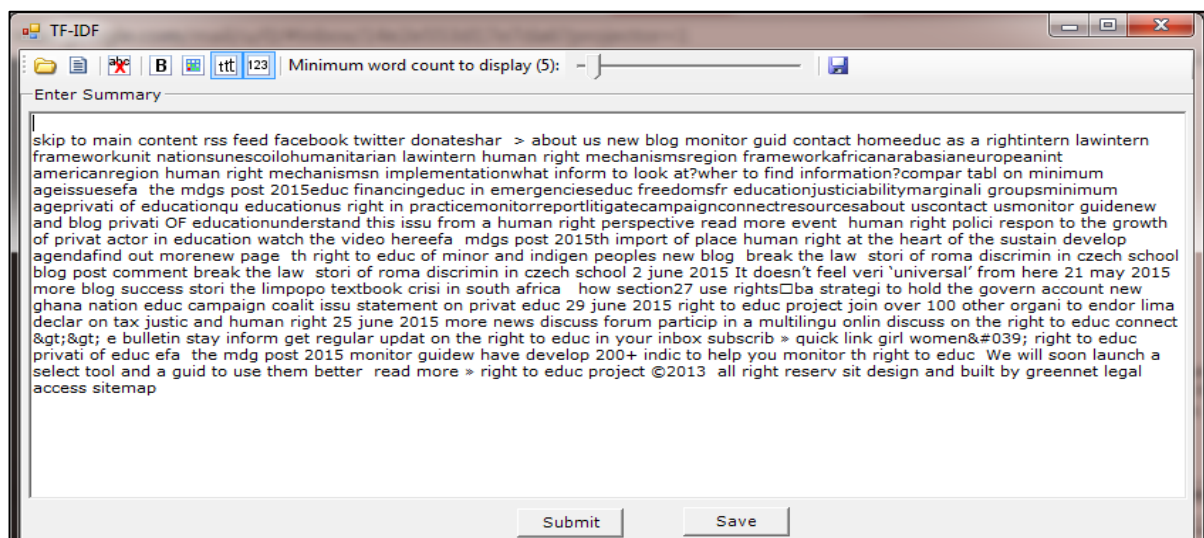 TF-IDF
abc B ttt 123 Minimum word count to display (5):
Enter Summary
skip to main content rss feed facebook twitter donateshar > about us new blog monitor guid contact homeeduc as a rightintern lawintern
frameworkunit nationsunescoilohumanitarian lawintern human right mechanismsregion frameworkafricanarabasianeuropeanint
americanregion human right mechanismsn implementationwhat inform to look at?wher to find information?compar tabl on minimum
ageissuesefa the mdgs post 2015educ financingeduc in emergencieseduc freedomsfr educationjusticiabilitymarginali groupsminimum
ageprivati of educationqu educationus right in practicemonitorreportlitigatecampaignconnectresourcesabout uscontact usmonitor guidenew
and blog privati OF educationunderstand this issu from a human right perspective read more event human right polici respon to the growth
of privat actor in education watch the video hereefa mdgs post 2015th import of place human right at the heart of the sustain develop
agendafind out morenew page th right to educ of minor and indigen peoples new blog break the law stori of roma discrimin in czech school
blog post comment break the law stori of roma discrimin in czech school 2 june 2015 It doesn’t feel veri ‘universal’ from here 21 may 2015
more blog success stori the limpopo textbook crisi in south africa how section27 use rights□ba strategi to hold the govern account new
ghana nation educ campaign coalit issu statement on privat educ 29 june 2015 right to educ project join over 100 other organi to endor lima
declar on tax justic and human right 25 june 2015 more news discuss forum particip in a multilingu onlin discuss on the right to educ connect
&gt;&gt; e bulletin stay inform get regular updat on the right to educ in your inbox subscrib » quick link girl women&#039; right to educ
privati of educ efa the mdg post 2015 monitor guidew have develop 200+ indic to help you monitor th right to educ We will soon launch a
select tool and a guid to use them better read more » right to educ project ©2013 all right reserv sit design and built by greennet legal
access sitemap
Submit Save